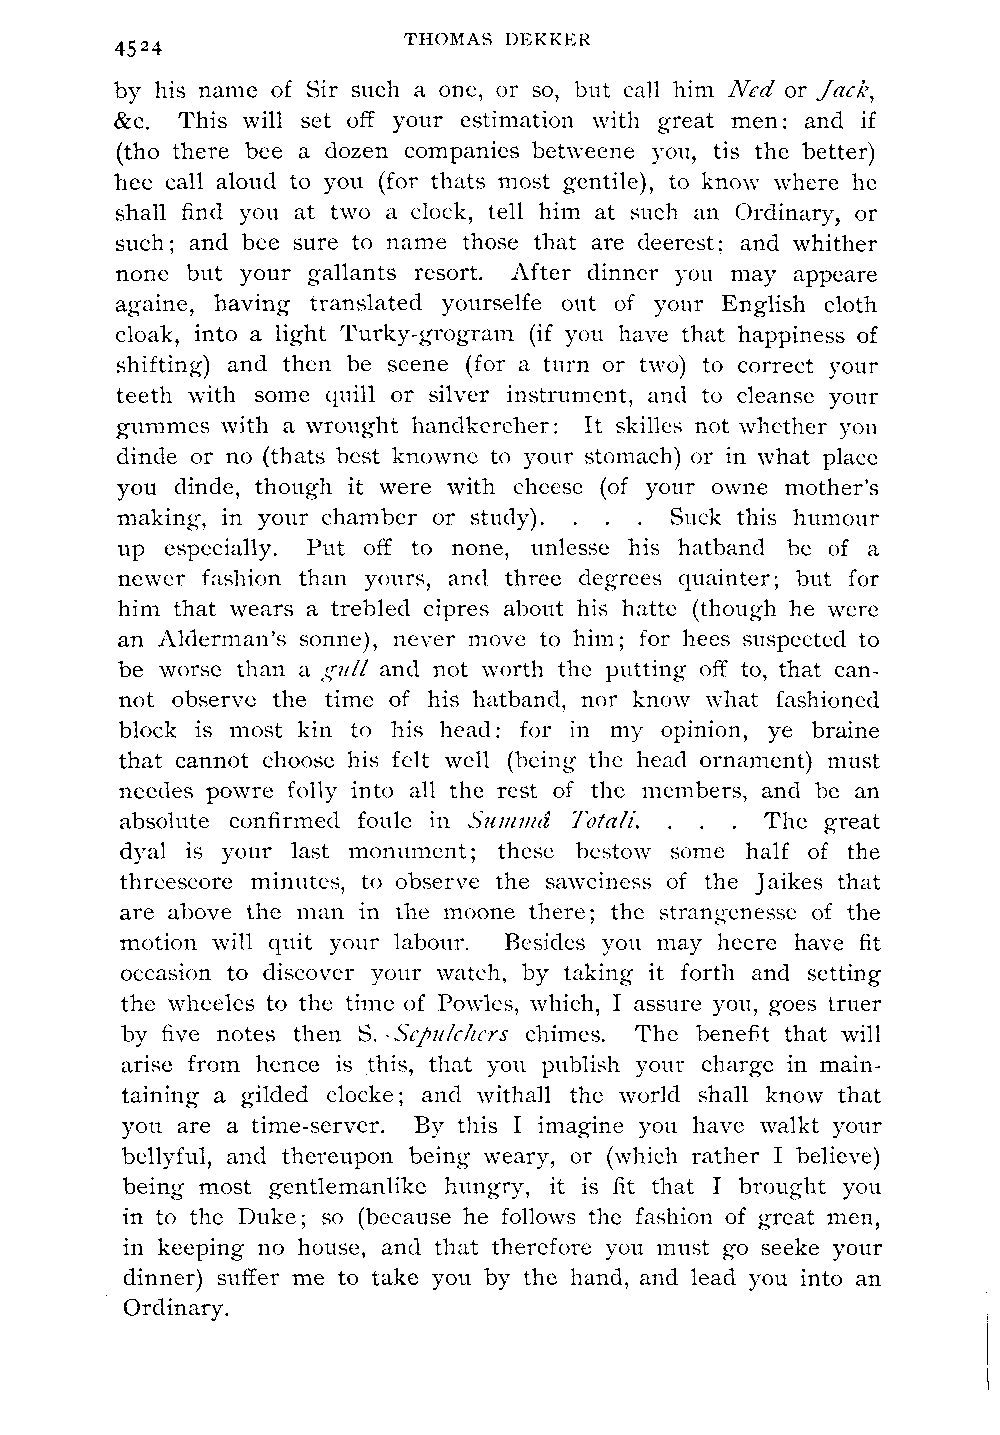 4524
THOMAS DEKKER
by his name of Sir such a one, or so, but call him Ned or Jack,
&c. This will set off your estimation with great men: and if
(tho there bee a dozen companies betweene you, tis the better)
hee call aloud to you (for thats most gentile), to know where he
shall find you at two a clock, tell him at such an Ordinary, or
such; and bee sure to name those that are deerest; and whither
none but your gallants resort. After dinner you may appeare
againe, having translated yourselfe out of your English cloth
cloak, into a light Turky-grogram (if you have that happiness of
shifting) and then be scene (for a turn or two) to correct your
teeth with some quill or silver instrument, and to cleanse your
gummes with a wrought handkercher: It skilles not whether you
dinde or no (thats best knowne to your stomach) or in what place
you dinde, though it were with cheese (of your owne mother's
making, in your chamber or study). . . . Suck this humour
up especially. Put off to none, unlesse his hatband be of a
newer fashion than yours, and three degrees quainter; but for
him that wears a trebled cipres about his hatte (though he were
an Alderman's sonne), never move to him; for hees suspected to
be worse than a gull and not worth the putting off to, that can-
not observe the time of his hatband, nor know what fashioned
block is most kin to his head: for in my opinion, ye braine
that cannot choose his felt well (being the head ornament) must
needes powre folly into all the rest of the members, and be an
absolute confirmed foule in Summâ Totali. . . . The great
dyal is your last monument; these bestow some half of the
threescore minutes, to observe the sawciness of the Jaikes that
are above the man in the moone there; the strangenesse of the
motion will quit your labour. Besides you may heere have fit
occasion to discover your watch, by taking it forth and setting
the wheeles to the time of Powles, which, I assure you, goes truer
by five notes then S. Sepulchers chimes. The benefit that will
arise from hence is this, that you publish your charge in main-
taining a gilded clocke; and withall the world shall know that
you are a time-server. By this I imagine you have walkt your
bellyful, and thereupon being weary, or (which rather I believe)
being most gentlemanlike hungry, it is fit that I brought you
in to the Duke; so (because he follows the fashion of great men,
in keeping no house, and that therefore you must go seeke your
dinner) suffer me to take you by the hand, and lead you into an
Ordinary.